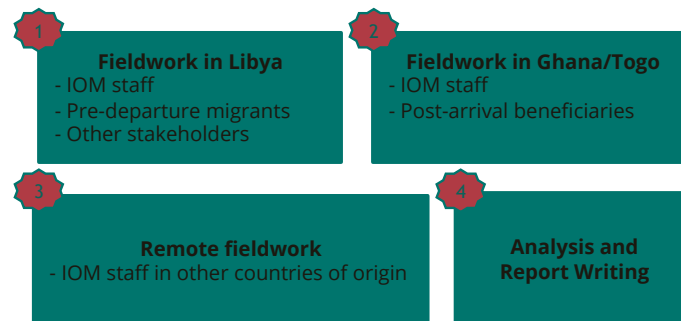 1
Fieldwork in Libya
- IOM staff
- Pre-departure migrants
- Other stakeholders
2
Fieldwork in Ghana/Togo
- IOM staff
- Post-arrival beneficiaries
3
Remote fieldwork
- IOM staff in other countries of origin
4
Analysis and
Report Writing